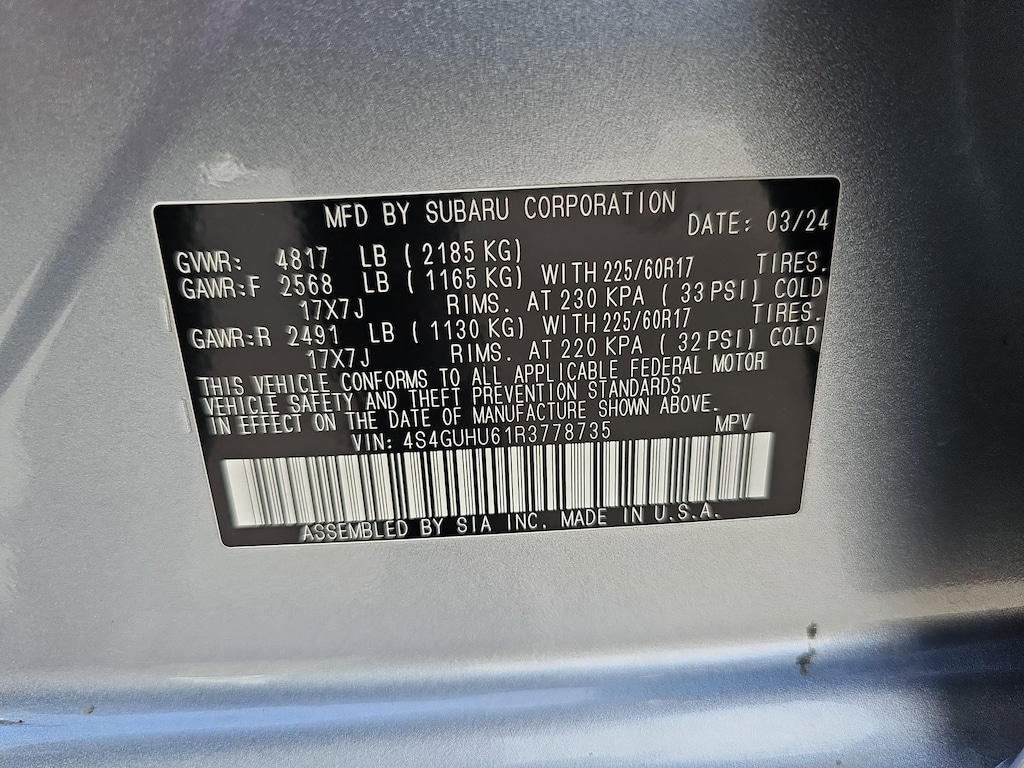 MFD BY SUBARU CORPORATION DATE: 03/24
GVWR: 4817 LB (2185 KG)
GAWR:F 2568 LB (1165 KG) WITH 225/60R17 TIRES.
17X7J RIMS. AT 230 KPA (33 PSI) COLD
GAWR:R 2491 LB (1130 KG) WITH 225/60R17 TIRES.
17X7J RIMS. AT 220 KPA (32 PSI) COLD
THIS VEHICLE CONFORMS TO ALL APPLICABLE FEDERAL MOTOR
VEHICLE SAFETY AND THEFT PREVENTION STANDARDS
IN EFFECT ON THE DATE OF MANUFACTURE SHOWN ABOVE.
VIN: 4S4GUHU61R3778735 MPV
ASSEMBLED BY SIA INC. MADE IN U.S.A.